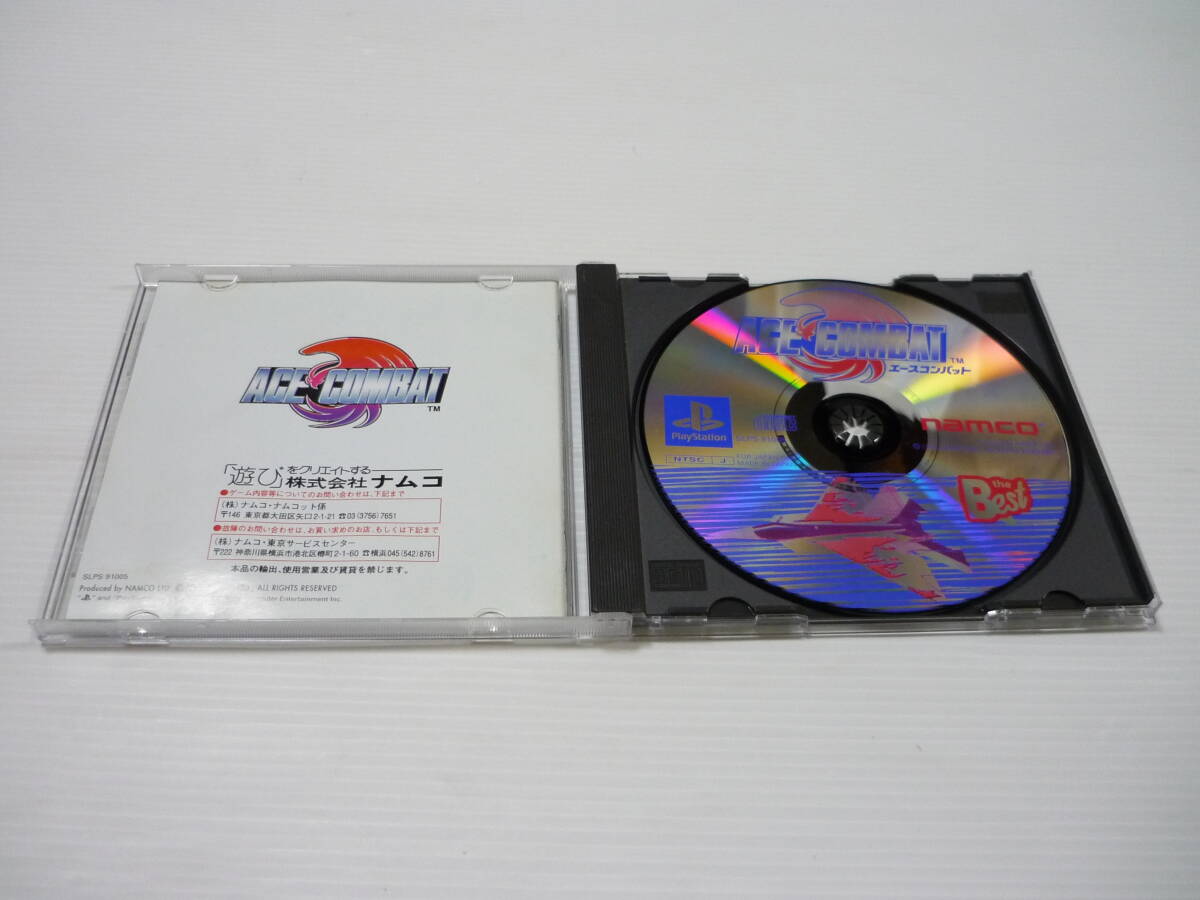 ACE COMBAT
TM
「遊び」をクリエイトする
株式会社 ナムコ
●ゲーム内容等についてのお問い合わせは、下記まで
(株)ナムコ・ナムコット係
〒146 東京都大田区矢口2-1-21 ☎03(3756)7651
●故障のお問い合わせは、お買い求めのお店、もしくは下記まで
(株)ナムコ・東京サービスセンター
〒222 神奈川県横浜市港北区樽町2-1-60 ☎横浜045(542)8761
本品の輸出、使用営業及び賃貸を禁じます。
SLPS 91005
Produced by NAMCO LTD
ALL RIGHTS RESERVED
" and "
Entertainment Inc.
ACE COMBAT
TM
エースコンバット
PlayStation
namco
NTSC J
FOR JAPAN
the Best